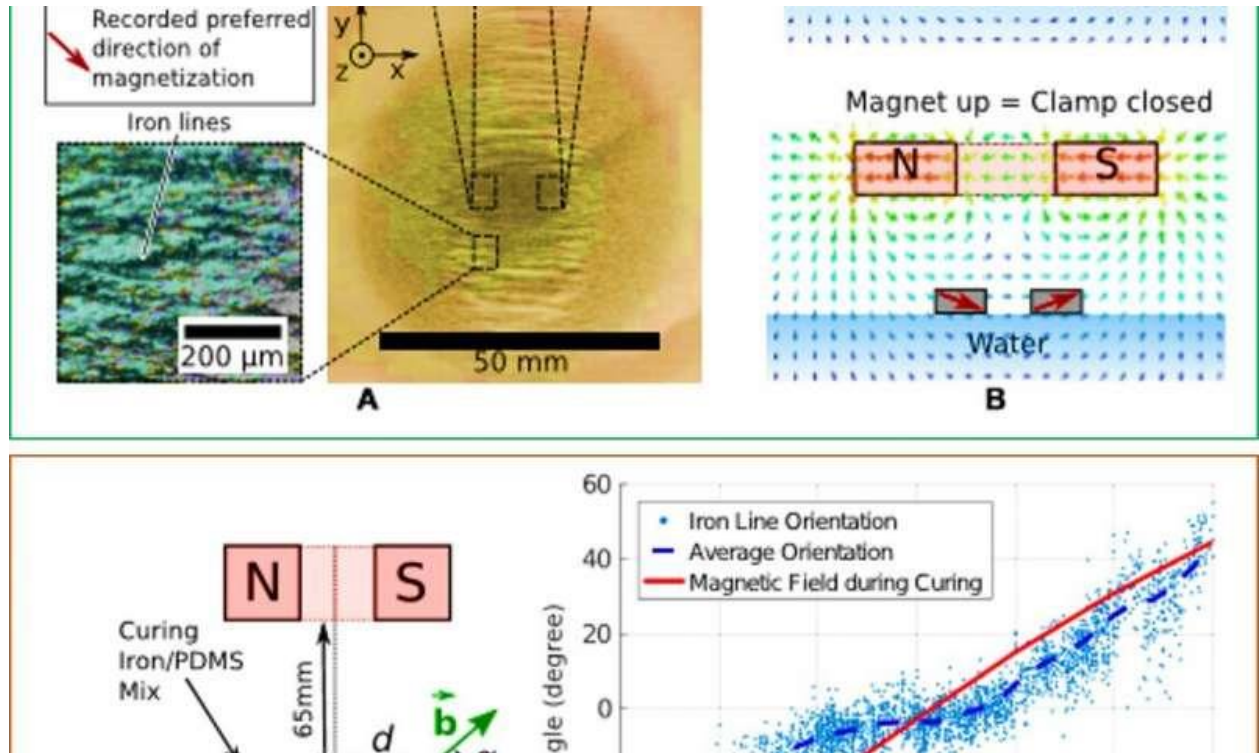 Recorded preferred
direction of
magnetization
Iron lines
y
z
x
200 µm
50 mm
A
Magnet up = Clamp closed
N
S
Water
B
N
S
Curing
Iron/PDMS
Mix
65mm
d
b
60
40
20
0
gle (degree)
Iron Line Orientation
Average Orientation
Magnetic Field during Curing